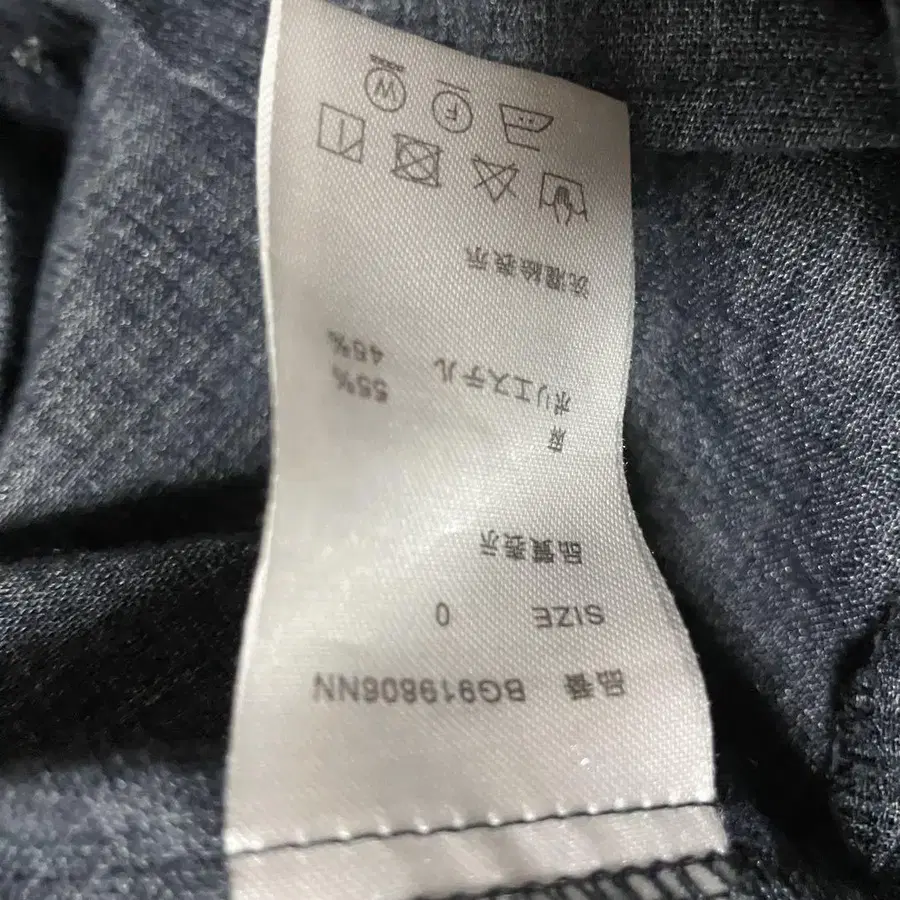 品番 BG919806NN
SIZE 0
品質表示
麻 55%
ポリエステル 45%
洗濯絵表示
F W